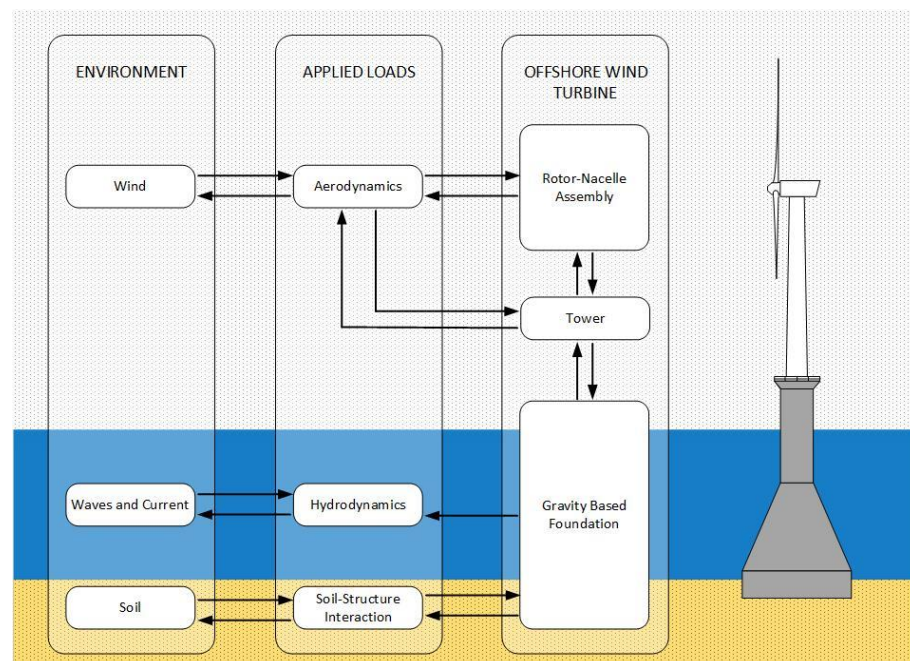 ENVIRONMENT
APPLIED LOADS
OFFSHORE WIND
TURBINE
Wind
Aerodynamics
Rotor-Nacelle
Assembly
Tower
Waves and Current
Hydrodynamics
Gravity Based
Foundation
Soil
Soil-Structure
Interaction